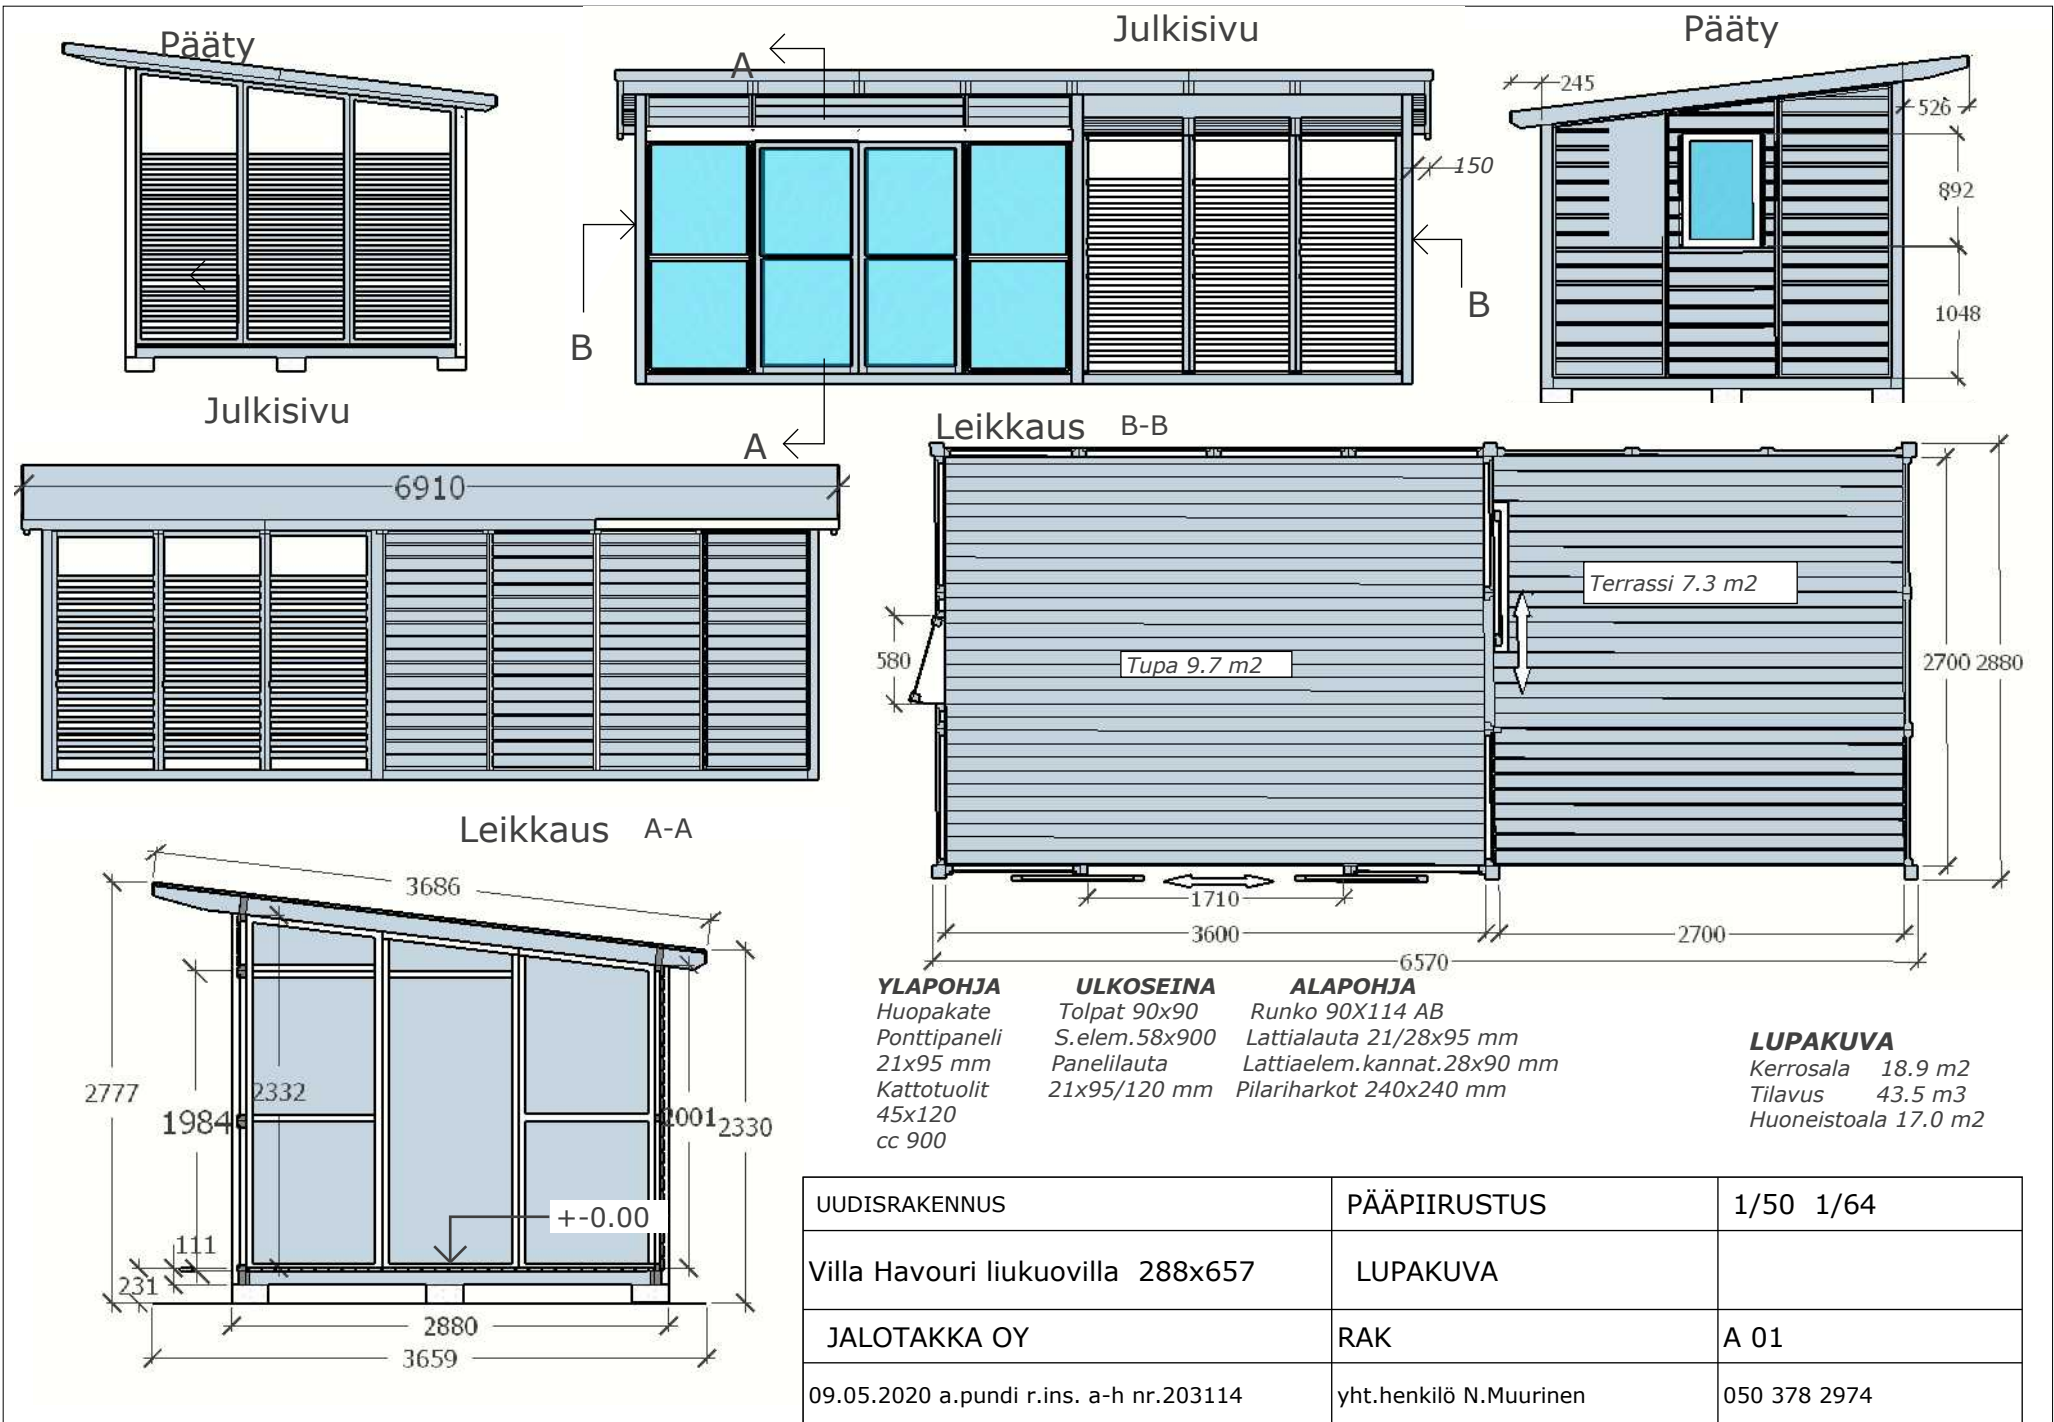 Pääty
Julkisivu
Pääty
A
245
526
150
892
1048
B
B
A
Julkisivu
6910
Leikkaus B-B
Terrassi 7.3 m2
Tupa 9.7 m2
580
2700 2880
1710
3600
2700
6570
Leikkaus A-A
3686
2777
1984
2332
2001
2330
+-0.00
111
231
2880
3659
YLAPOHJA ULKOSEINA ALAPOHJA
Huopakate Tolpat 90x90 Runko 90X114 AB
Ponttipaneli S.elem.58x900 Lattialauta 21/28x95 mm
21x95 mm Panelilauta Lattiaelem.kannat.28x90 mm
Kattotuolit 21x95/120 mm Pilariharkot 240x240 mm
45x120
cc 900
LUPAKUVA
Kerrosala 18.9 m2
Tilavus 43.5 m3
Huoneistoala 17.0 m2
UUDISRAKENNUS PÄÄPIIRUSTUS 1/50 1/64
Villa Havouri liukuovilla 288x657 LUPAKUVA
JALOTAKKA OY RAK A 01
09.05.2020 a.pundi r.ins. a-h nr.203114 yht.henkilö N.Muurinen 050 378 2974